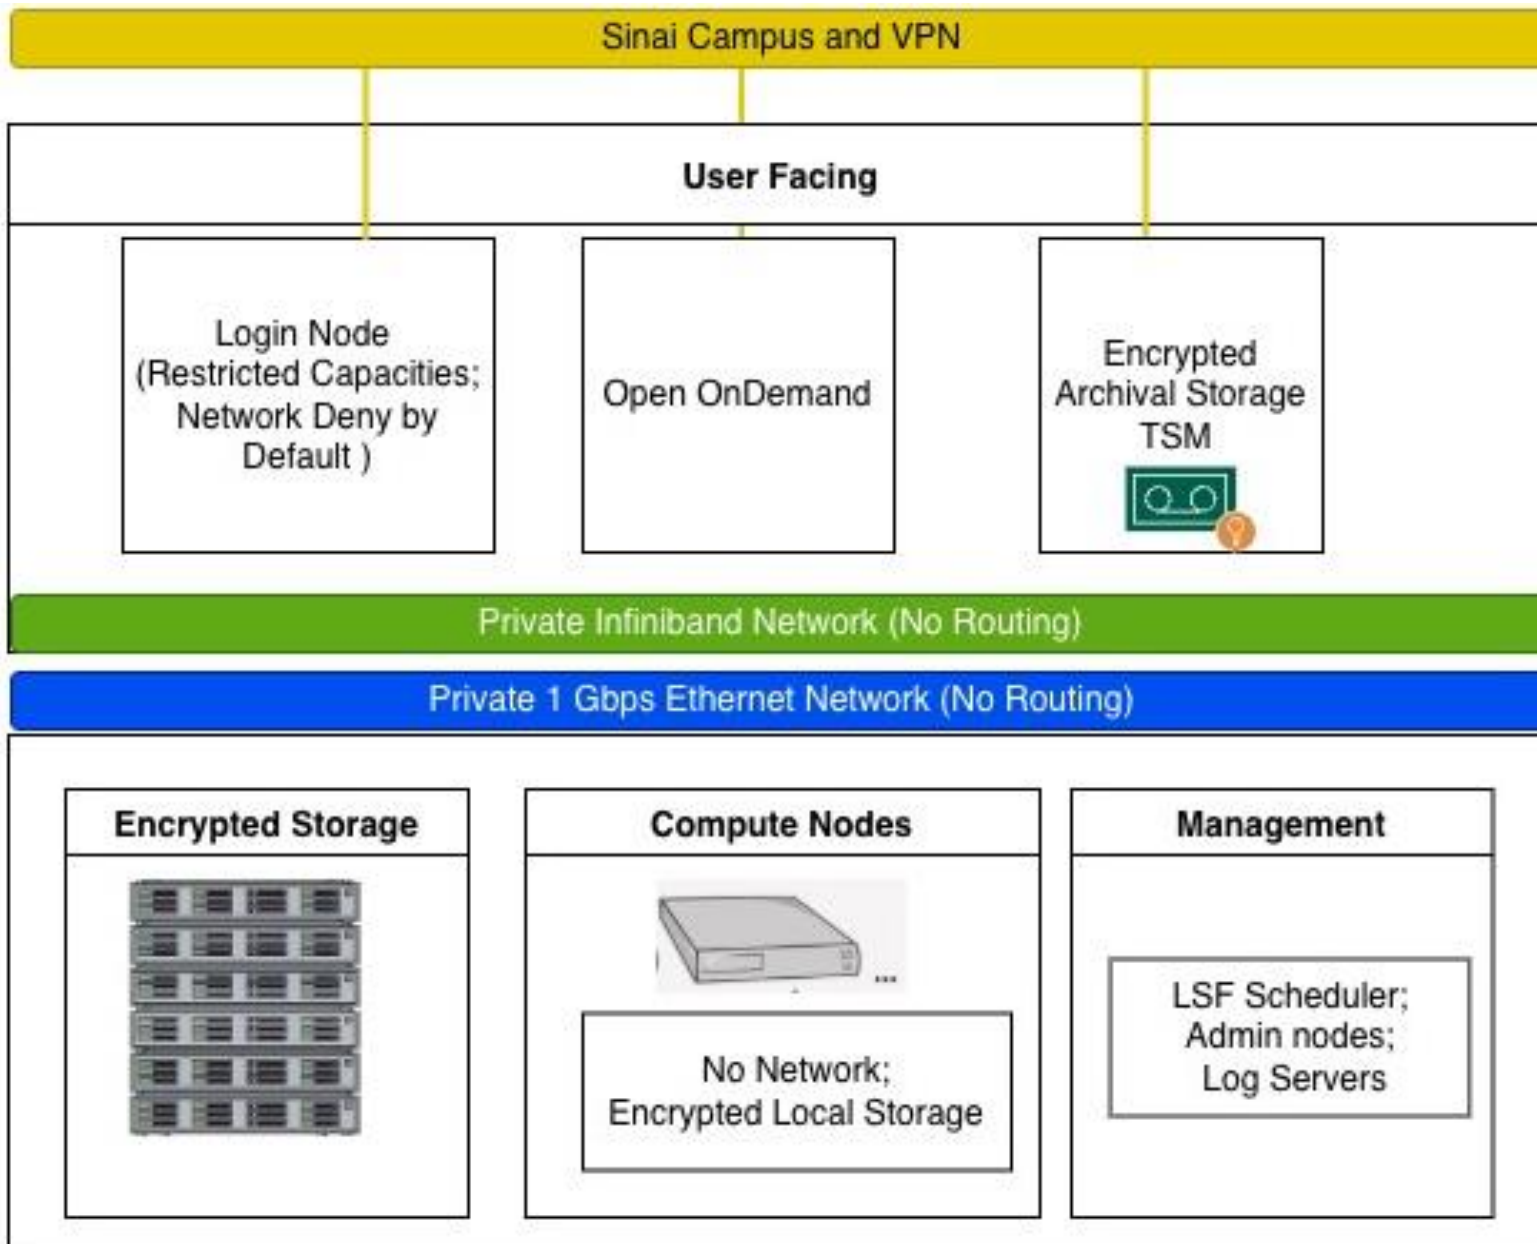 Sinai Campus and VPN
User Facing
Login Node
(Restricted Capacities;
Network Deny by
Default )
Open OnDemand
Encrypted
Archival Storage
TSM
Private Infiniband Network (No Routing)
Private 1 Gbps Ethernet Network (No Routing)
Encrypted Storage
Compute Nodes
No Network;
Encrypted Local Storage
Management
LSF Scheduler;
Admin nodes;
Log Servers